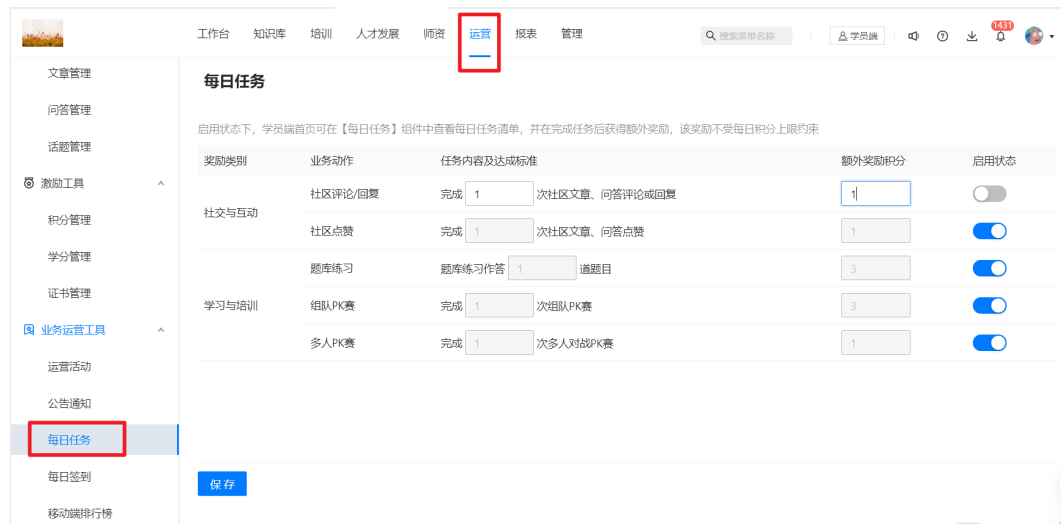 工作台 知识库 培训 人才发展 师资 运营 报表 管理 搜索菜单名称 学员端 1431
文章管理
问答管理
话题管理
激励工具
积分管理
学分管理
证书管理
业务运营工具
运营活动
公告通知
每日任务
每日签到
移动端排行榜
每日任务
启用状态下，学员端首页可在【每日任务】组件中查看每日任务清单，并在完成任务后获得额外奖励，该奖励不受每日积分上限约束
奖励类别 业务动作 任务内容及达成标准 额外奖励积分 启用状态
社交与互动
社区评论/回复 完成 1 次社区文章、问答评论或回复 1
社区点赞 完成 1 次社区文章、问答点赞 1
学习与培训
题库练习 题库练习作答 1 道题目 3
组队PK赛 完成 1 次组队PK赛 3
多人PK赛 完成 1 次多人对战PK赛 1
保存